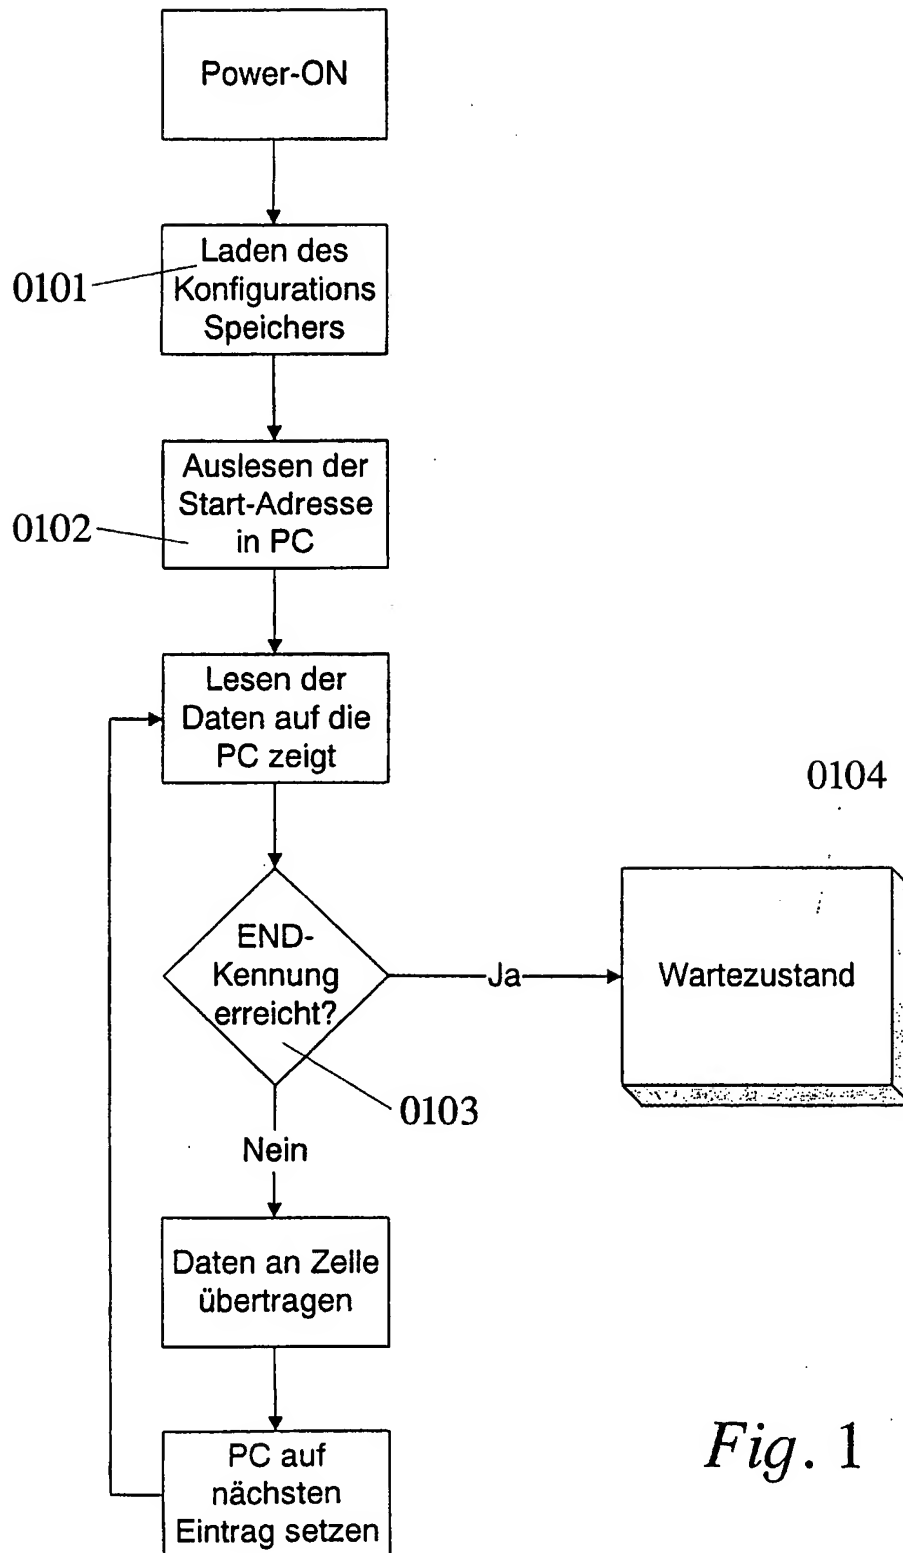 Power-ON
0101
Laden des
Konfigurations
Speichers
0102
Auslesen der
Start-Adresse
in PC
Lesen der
Daten auf die
PC zeigt
0104
END-
Kennung
erreicht?
Ja
Wartezustand
0103
Nein
Daten an Zelle
übertragen
PC auf
nächsten
Eintrag setzen
Fig. 1